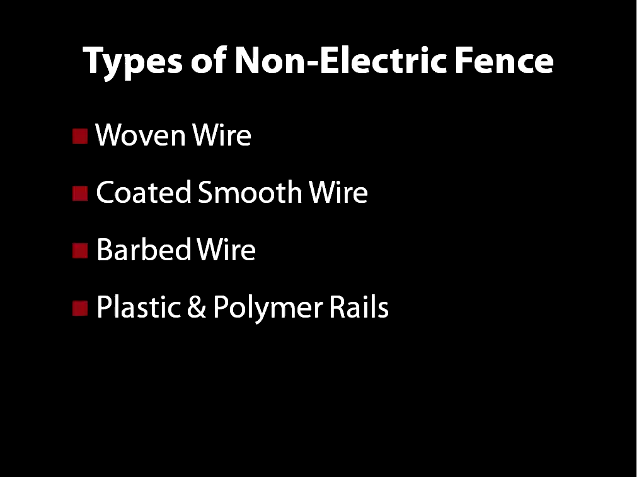 Types of Non-Electric Fence
Woven Wire
Coated Smooth Wire
Barbed Wire
Plastic & Polymer Rails